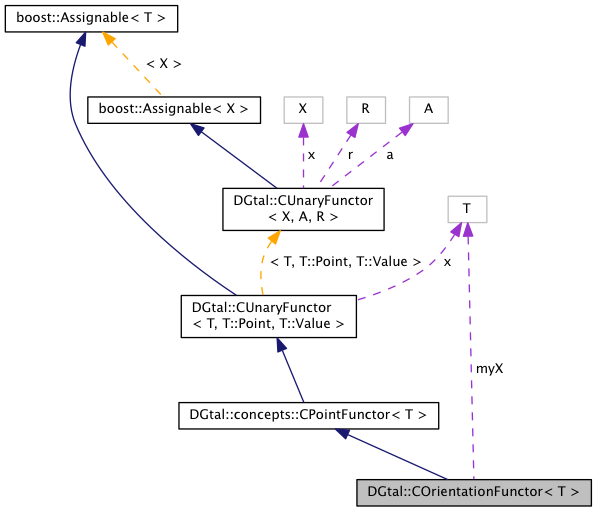 boost::Assignable< T >
< X >
boost::Assignable< X >
X
R
A
x
r
a
DGtal::CUnaryFunctor
< X, A, R >
T
< T, T::Point, T::Value >
x
DGtal::CUnaryFunctor
< T, T::Point, T::Value >
myX
DGtal::concepts::CPointFunctor< T >
DGtal::COrientationFunctor< T >